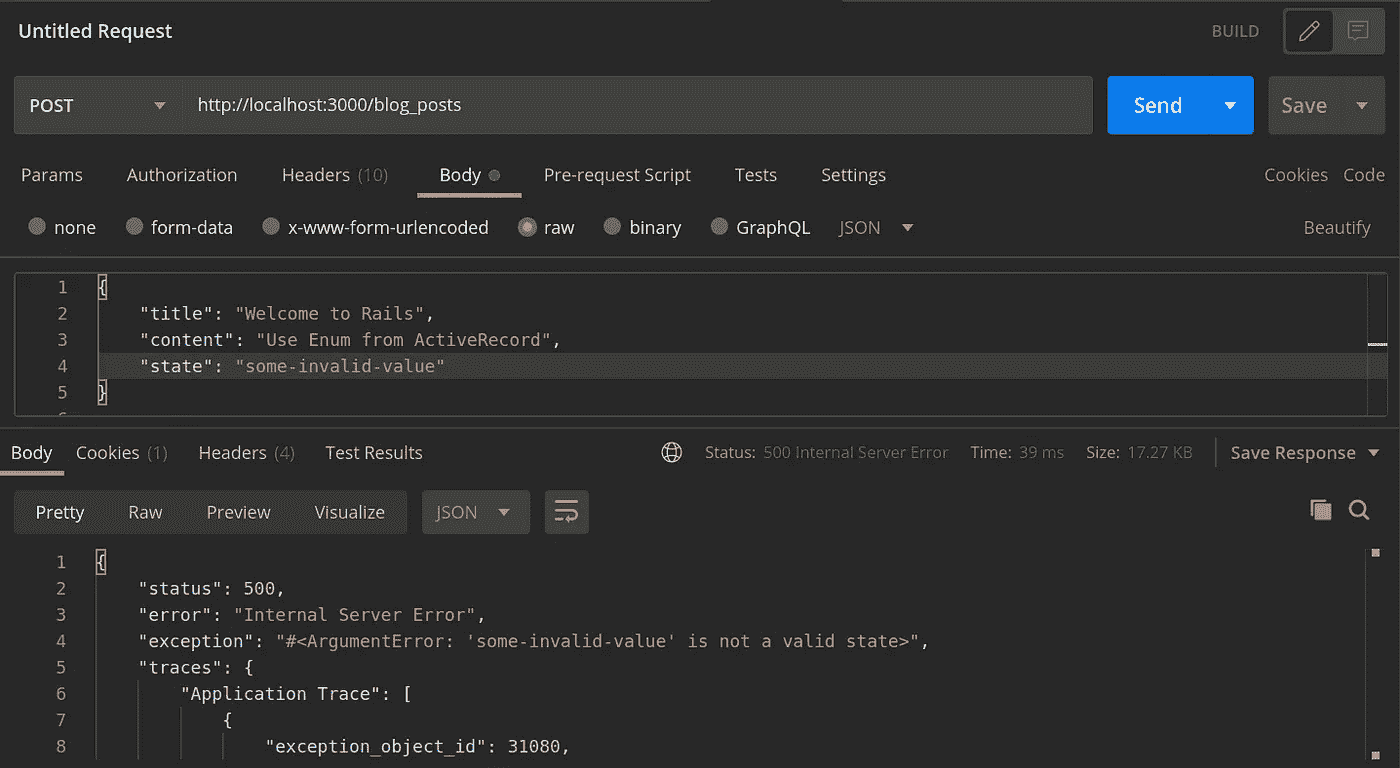 Untitled Request
BUILD
POST
http://localhost:3000/blog_posts
Send
Save
Params Authorization Headers (10) Body Pre-request Script Tests Settings Cookies Code
none form-data x-www-form-urlencoded raw binary GraphQL JSON Beautify
1 {
2 "title": "Welcome to Rails",
3 "content": "Use Enum from ActiveRecord",
4 "state": "some-invalid-value"
5 }
Body Cookies (1) Headers (4) Test Results Status: 500 Internal Server Error Time: 39 ms Size: 17.27 KB Save Response
Pretty Raw Preview Visualize JSON
1 {
2 "status": 500,
3 "error": "Internal Server Error",
4 "exception": "#<ArgumentError: 'some-invalid-value' is not a valid state>",
5 "traces": {
6 "Application Trace": [
7 {
8 "exception_object_id": 31080,